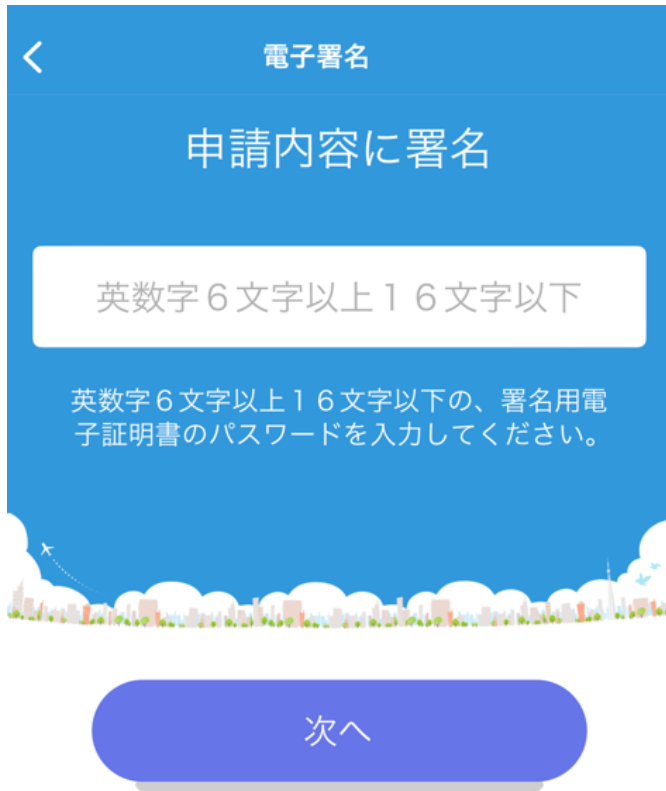 電子署名
申請内容に署名
英数字6文字以上16文字以下
英数字6文字以上16文字以下の、署名用電
子証明書のパスワードを入力してください。
次へ